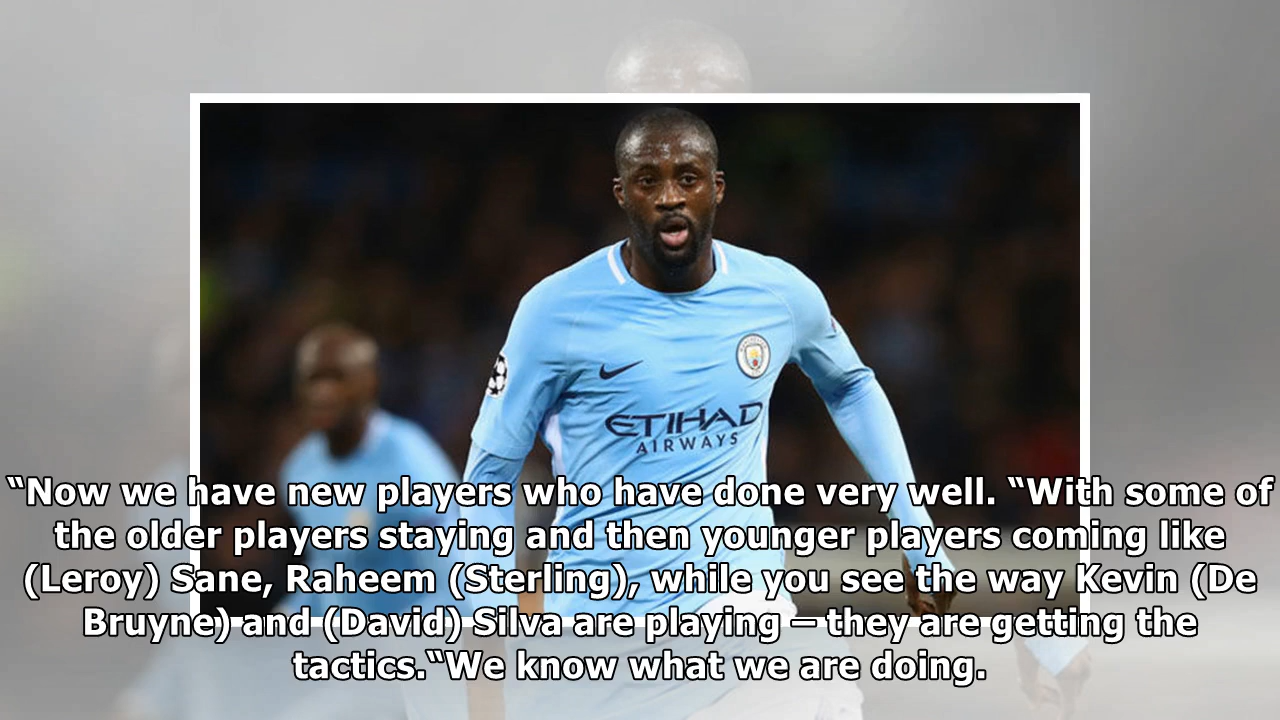 ETIHAD
AIRWAYS
“Now we have new players who have done very well. “With some of
the older players staying and then younger players coming like
(Leroy) Sane, Raheem (Sterling), while you see the way Kevin (De
Bruyne) and (David) Silva are playing – they are getting the
tactics.“We know what we are doing.